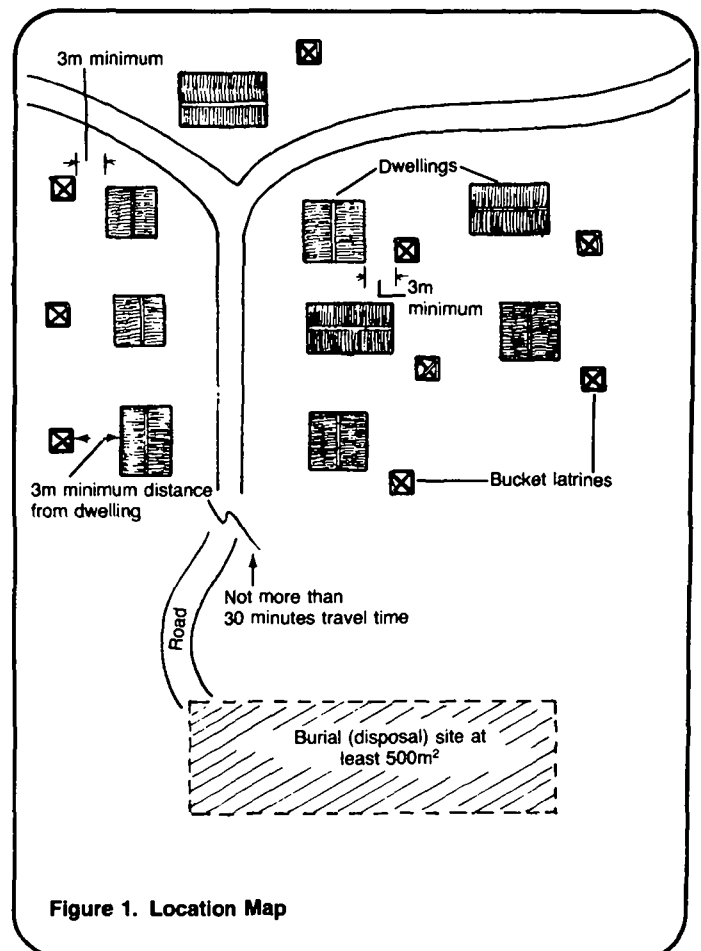 3m minimum
Dwellings
3m
minimum
3m minimum distance
from dwelling
Bucket latrines
Not more than
30 minutes travel time
Road
Burial (disposal) site at
least 500m²
Figure 1. Location Map